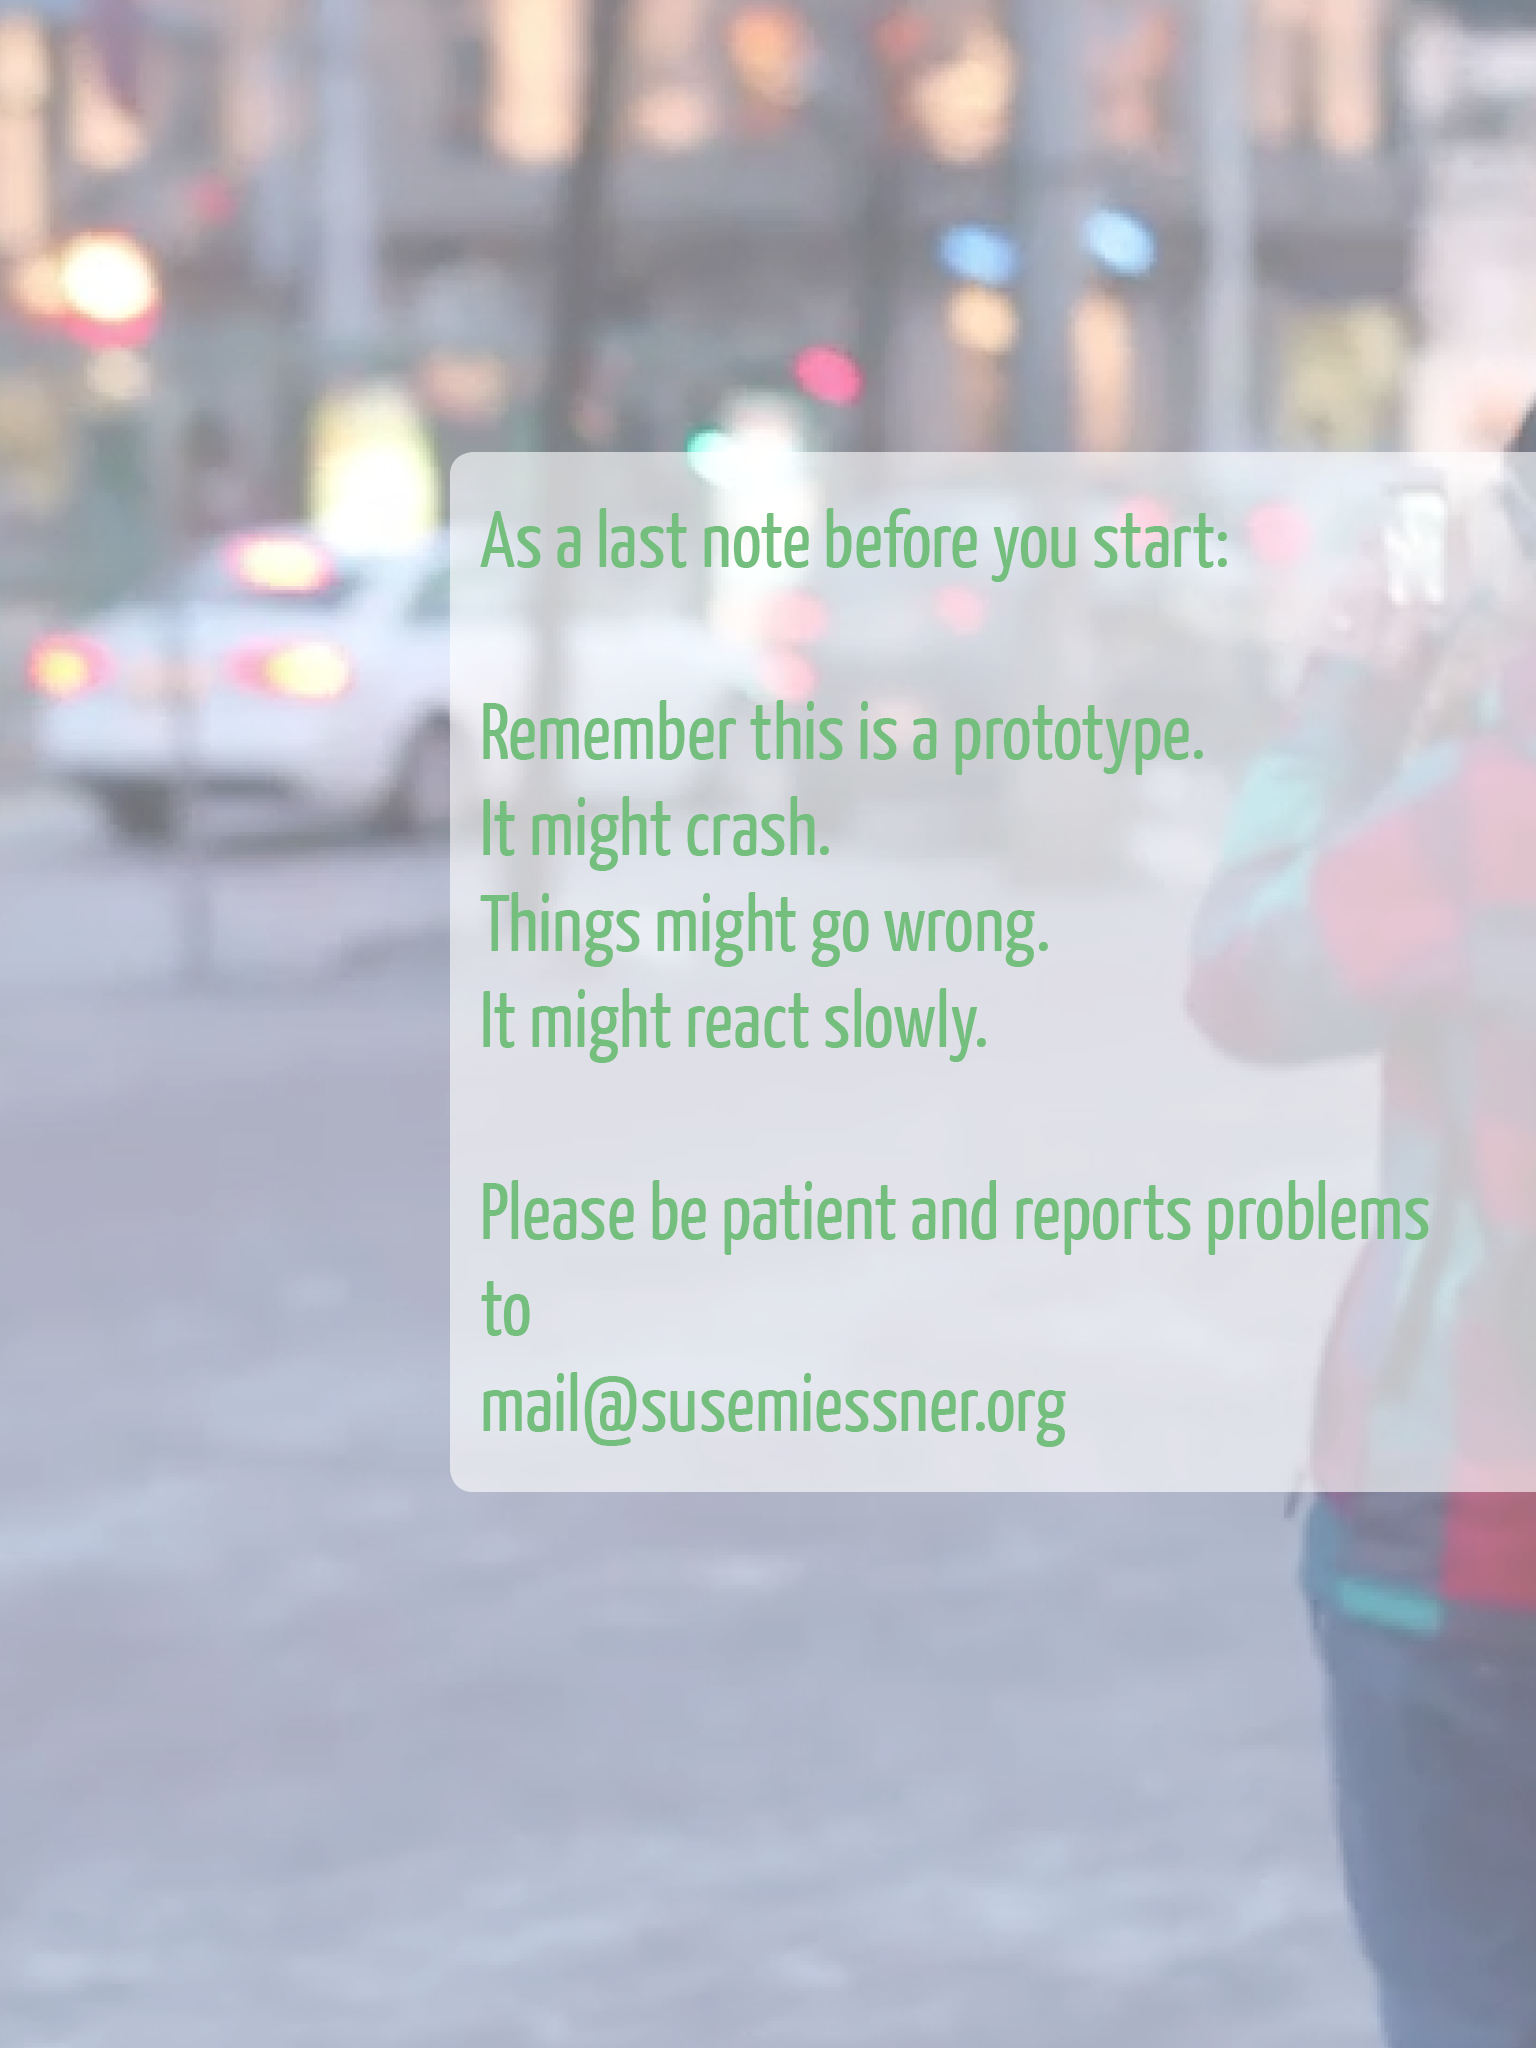 As a last note before you start:
Remember this is a prototype.
It might crash.
Things might go wrong.
It might react slowly.
Please be patient and reports problems
to
mail@susemiessner.org